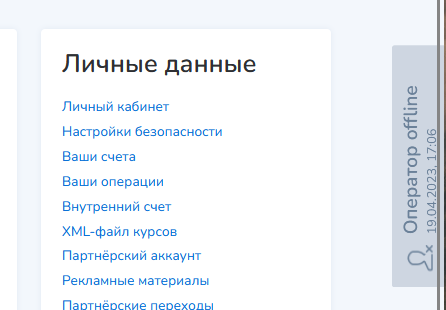 Личные данные
Личный кабинет
Настройки безопасности
Ваши счета
Ваши операции
Внутренний счет
XML-файл курсов
Партнёрский аккаунт
Рекламные материалы
Партнёрские переходы
Оператор offline
19.04.2023, 17:06